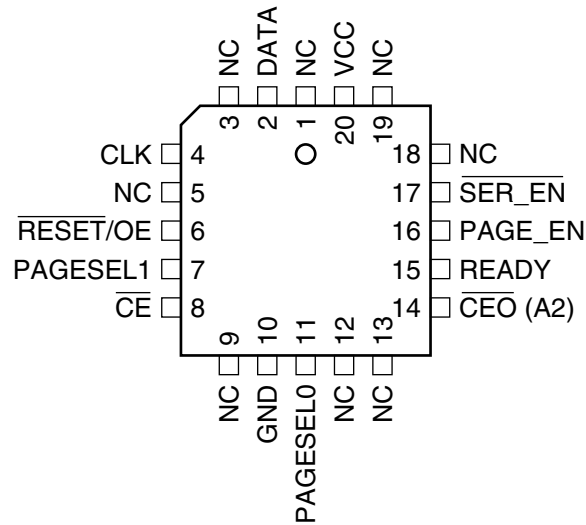 NC
DATA
NC
VCC
NC
3
2
1
20
19
CLK 4
18 NC
NC 5
17 SER_EN
RESET/OE 6
16 PAGE_EN
PAGESEL1 7
15 READY
CE 8
14 CEO (A2)
9
10
11
12
13
NC
GND
PAGESEL0
NC
NC